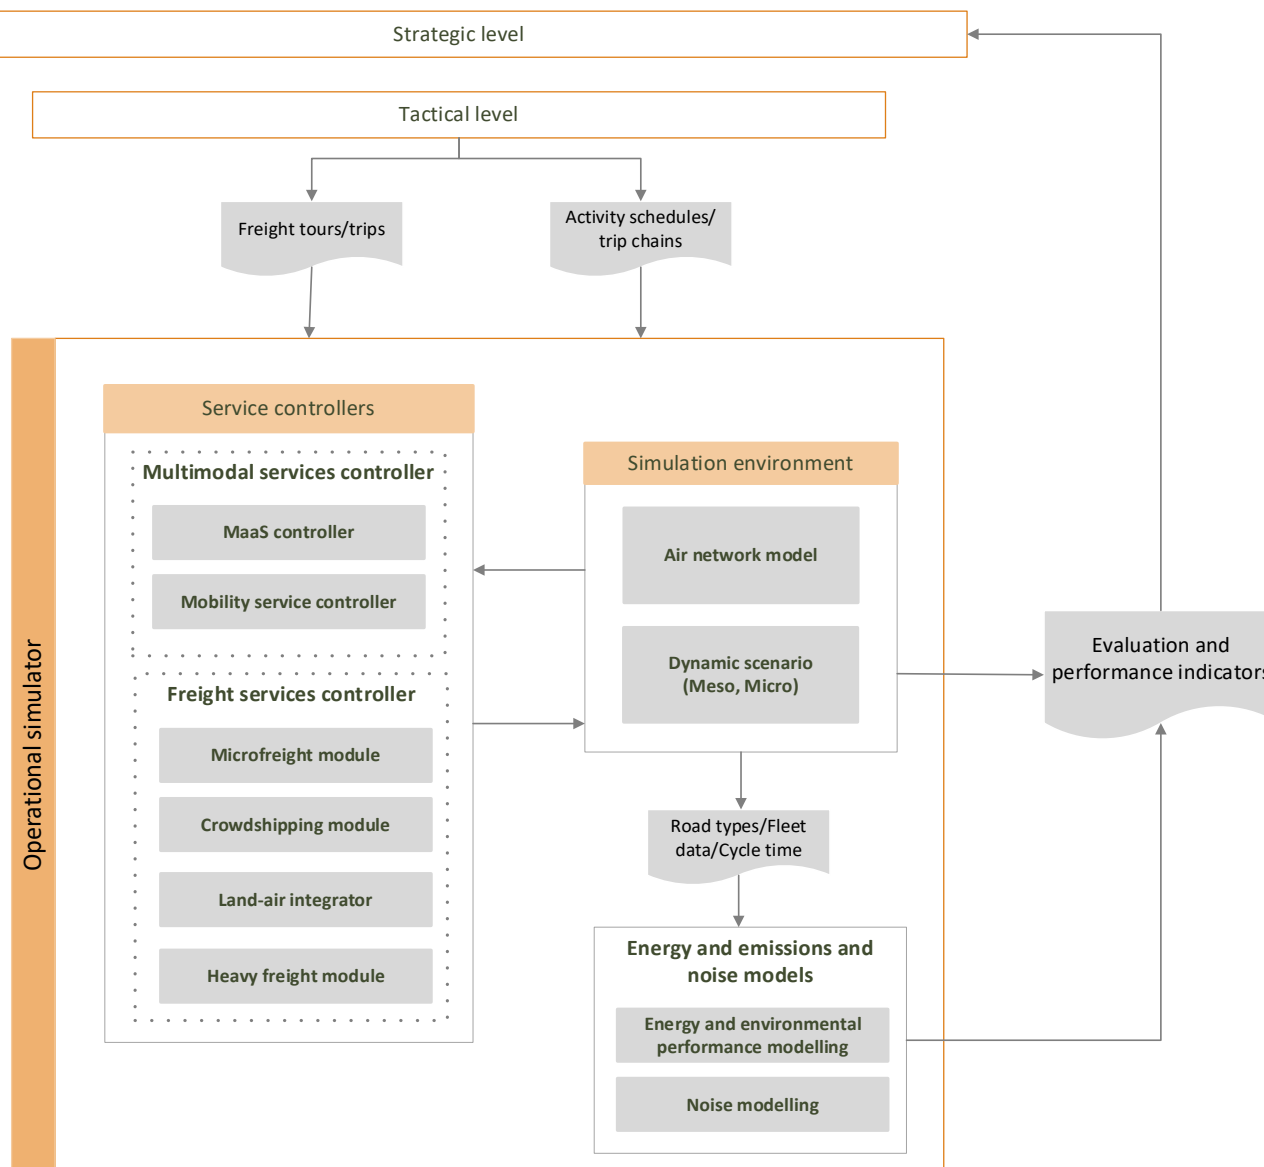 Strategic level
Tactical level
Freight tours/trips
Activity schedules/
trip chains
Operational simulator
Service controllers
Multimodal services controller
MaaS controller
Mobility service controller
Freight services controller
Microfreight module
Crowdshipping module
Land-air integrator
Heavy freight module
Simulation environment
Air network model
Dynamic scenario
(Meso, Micro)
Road types/Fleet
data/Cycle time
Energy and emissions and
noise models
Energy and environmental
performance modelling
Noise modelling
Evaluation and
performance indicators